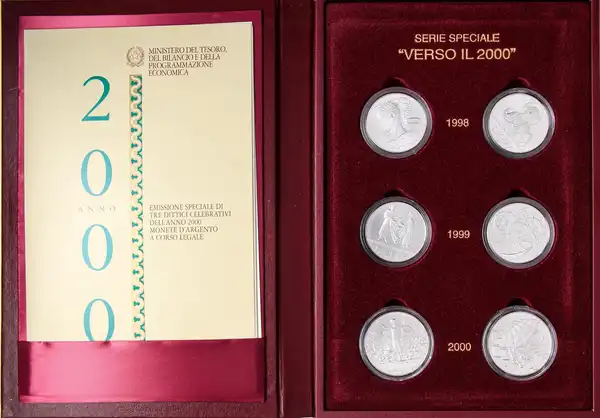 MINISTERO DEL TESORO,
DEL BILANCIO E DELLA
PROGRAMMAZIONE
ECONOMICA
2
0
ANNO
0
0
EMISSIONE SPECIALE DI
TRE DITTICI CELEBRATIVI
DELL'ANNO 2000
MONETE D'ARGENTO
A CORSO LEGALE
SERIE SPECIALE
"VERSO IL 2000"
1998
1999
2000